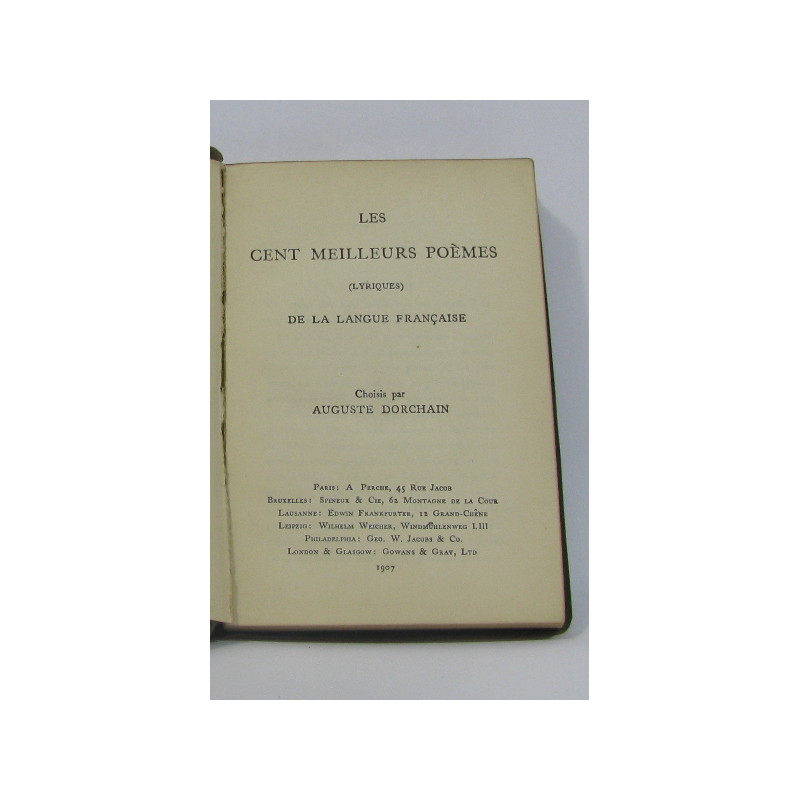 LES
CENT MEILLEURS POÈMES
(LYRIQUES)
DE LA LANGUE FRANÇAISE
Choisis par
AUGUSTE DORCHAIN
PARIS: A PERCHE, 45 RUE JACOB
BRUXELLES: SPINEUX & CIE, 62 MONTAGNE DE LA COUR
LAUSANNE: EDWIN FRANKFURTER, 12 GRAND-CHÊNE
LEIPZIG: WILHELM WEICHER, WINDMÜHLENWEG I.III
PHILADELPHIA: GEO. W. JACOBS & CO.
LONDON & GLASGOW: GOWANS & GRAY, LTD
1907